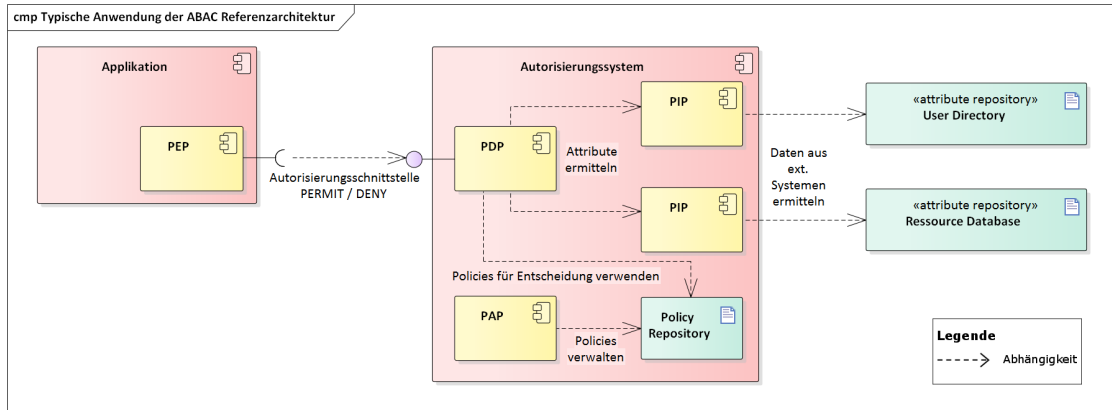 cmp Typische Anwendung der ABAC Referenzarchitektur
Applikation
PEP
Autorisierungsschnittstelle
PERMIT / DENY
Autorisierungssystem
PDP
Attribute
ermitteln
PIP
PIP
Policies für Entscheidung verwenden
PAP
Policies
verwalten
Policy
Repository
Daten aus
ext.
Systemen
ermitteln
«attribute repository»
User Directory
«attribute repository»
Ressource Database
Legende
Abhängigkeit